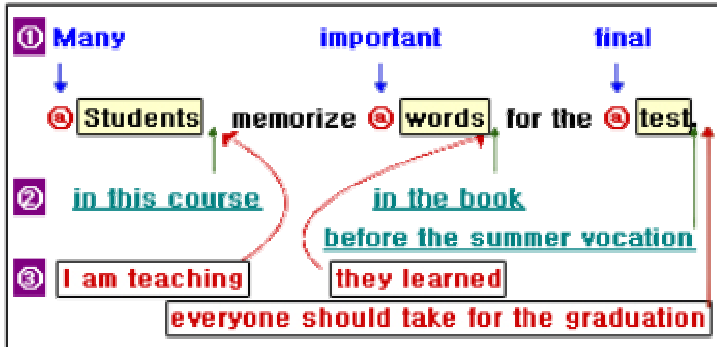 ① Many important final
ⓐ Students memorize ⓐ words for the ⓐ test.
② in this course in the book
before the summer vocation
③ I am teaching they learned
everyone should take for the graduation